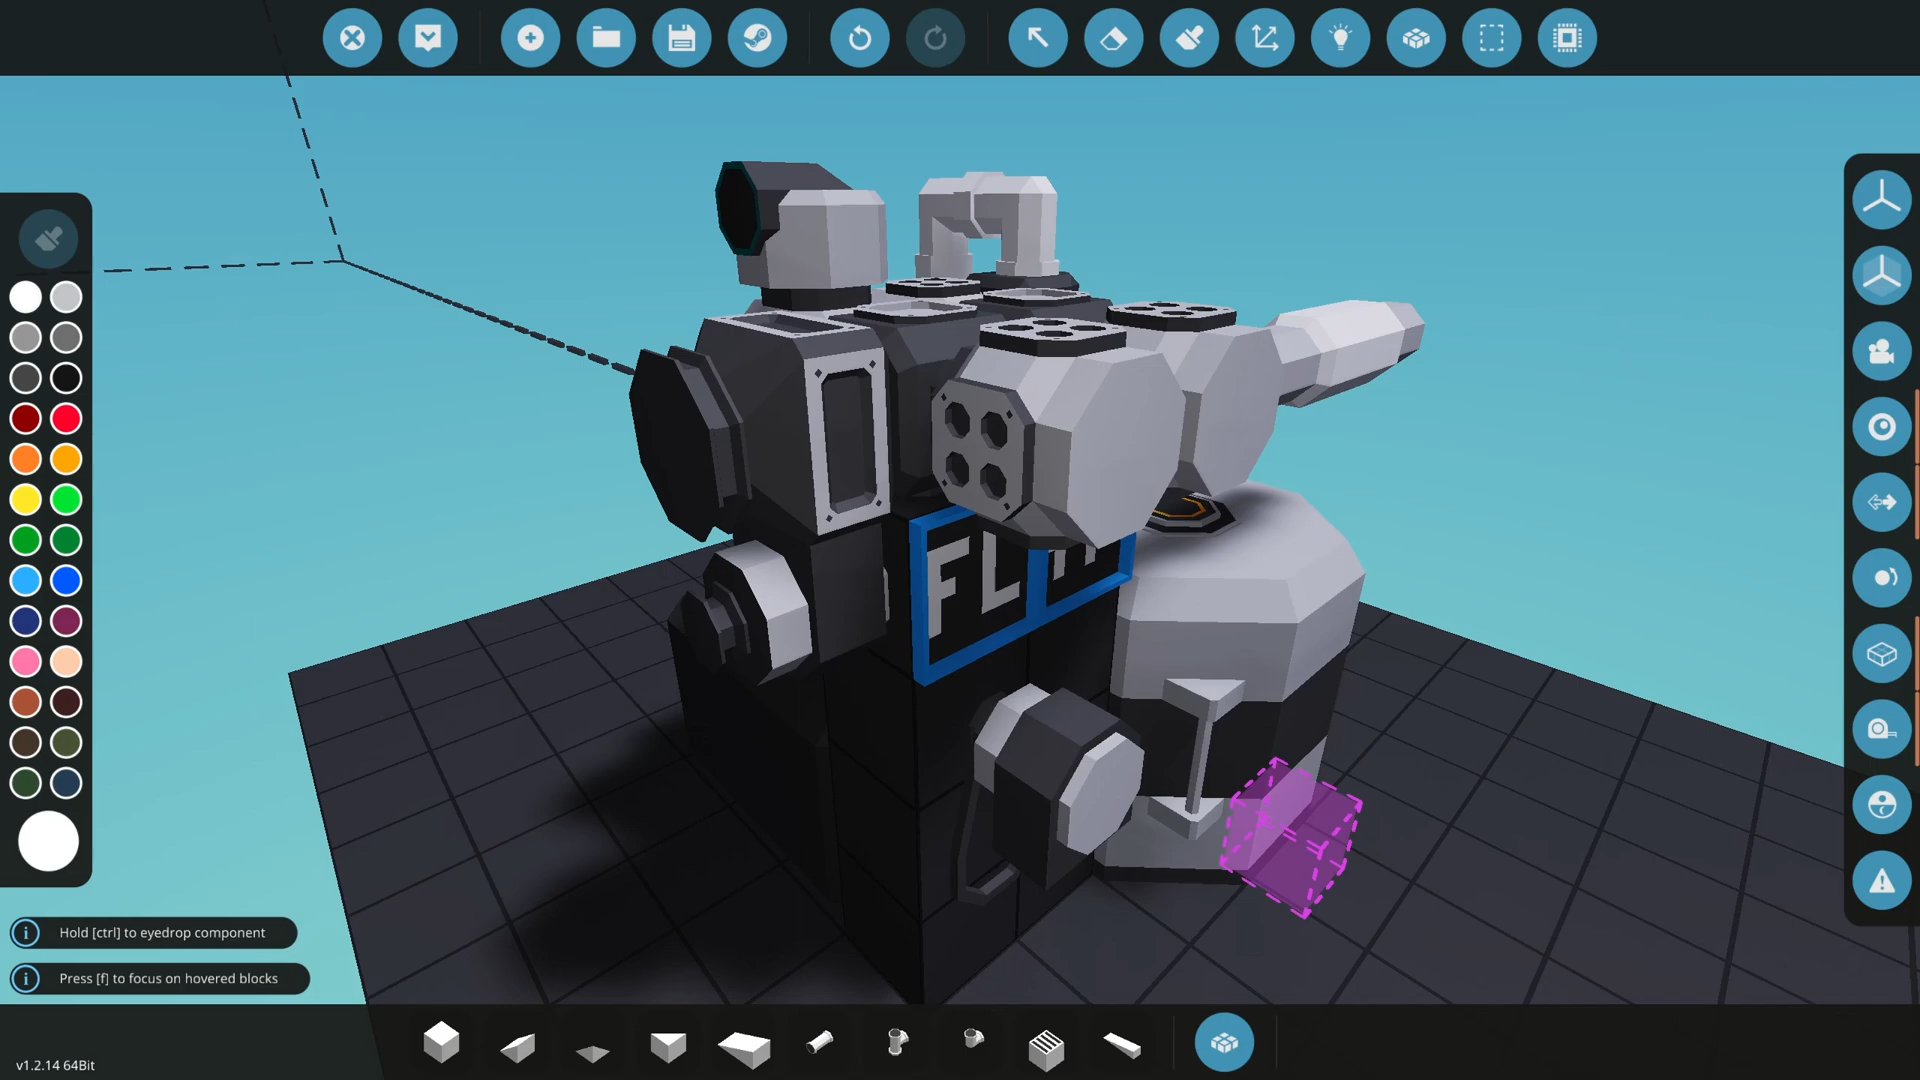 FL
Hold [ctrl] to eyedrop component
Press [f] to focus on hovered blocks
v1.2.14 64Bit